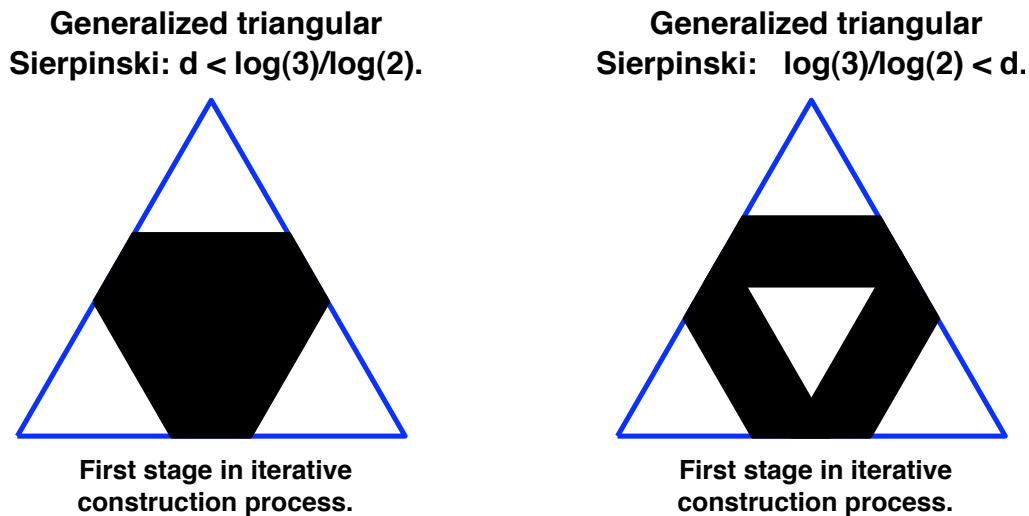 Generalized triangular
Sierpinski: d < log(3)/log(2).
First stage in iterative
construction process.
Generalized triangular
Sierpinski: log(3)/log(2) < d.
First stage in iterative
construction process.